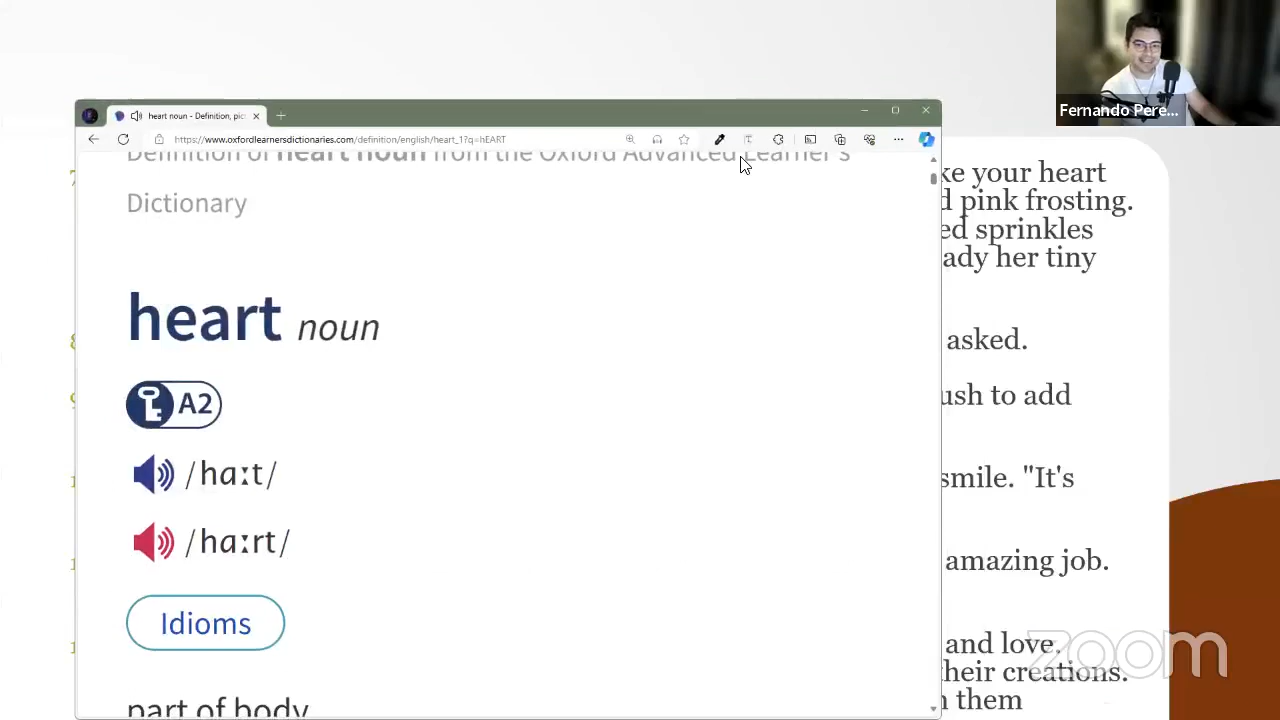 Fernando Pere...
heart noun - Definition, pic
https://www.oxfordlearnersdictionaries.com/definition/english/heart_1?q=hEART
Definition of heart noun from the Oxford Advanced Learner's
Dictionary
heart noun
A2
/hɑːt/
/hɑːrt/
Idioms
part of body
ke your heart
d pink frosting.
ed sprinkles
ady her tiny
asked.
ush to add
smile. "It's
amazing job.
and love.
their creations.
them
zoom